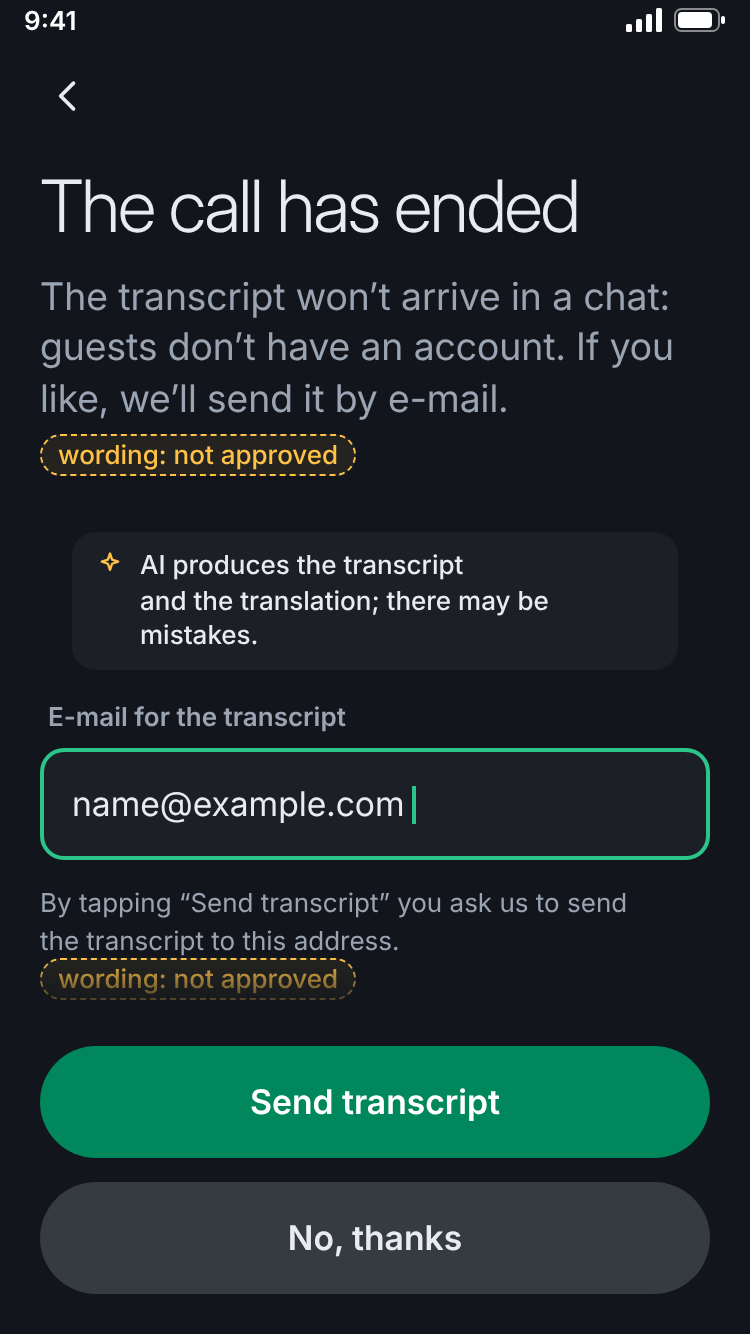 9:41
The call has ended
The transcript won’t arrive in a chat:
guests don’t have an account. If you
like, we’ll send it by e-mail.
wording: not approved
AI produces the transcript
and the translation; there may be
mistakes.
E-mail for the transcript
name@example.com
By tapping “Send transcript” you ask us to send
the transcript to this address.
wording: not approved
Send transcript
No, thanks